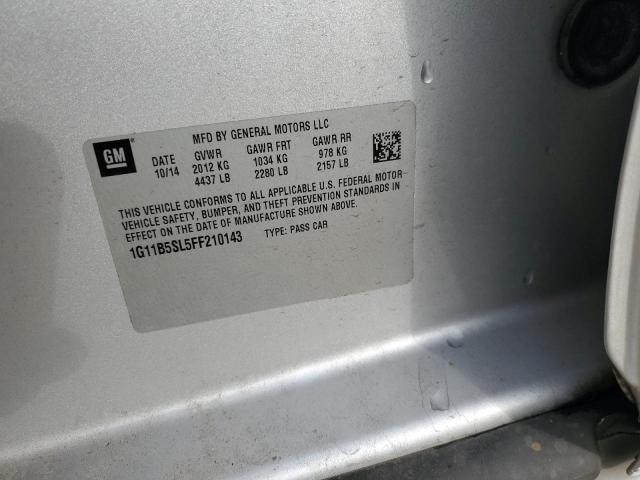 MFD BY GENERAL MOTORS LLC
GM
DATE GVWR GAWR FRT GAWR RR
10/14 2012 KG 1034 KG 978 KG
4437 LB 2280 LB 2157 LB
THIS VEHICLE CONFORMS TO ALL APPLICABLE U.S. FEDERAL MOTOR
VEHICLE SAFETY, BUMPER, AND THEFT PREVENTION STANDARDS IN
EFFECT ON THE DATE OF MANUFACTURE SHOWN ABOVE.
1G11B5SL5FF210143 TYPE: PASS CAR